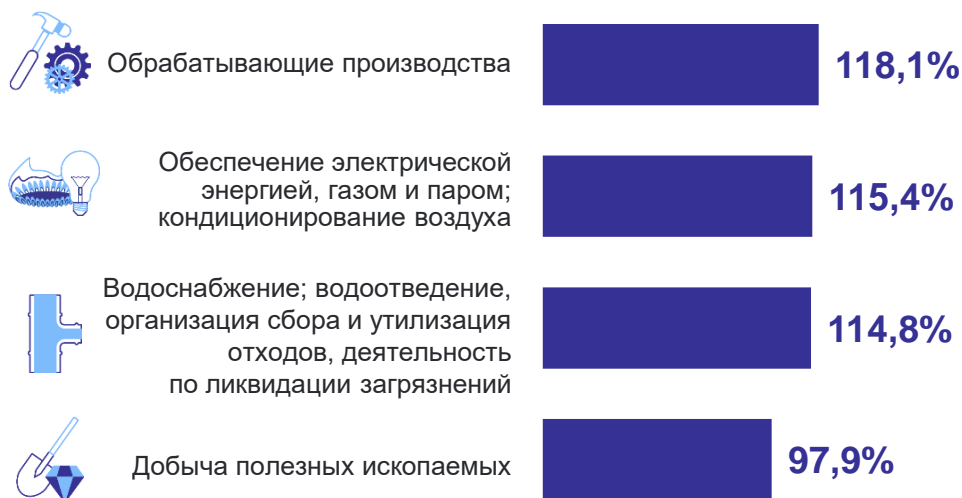 Обрабатывающие производства
118,1%
Обеспечение электрической
энергией, газом и паром;
кондиционирование воздуха
115,4%
Водоснабжение; водоотведение,
организация сбора и утилизация
отходов, деятельность
по ликвидации загрязнений
114,8%
Добыча полезных ископаемых
97,9%